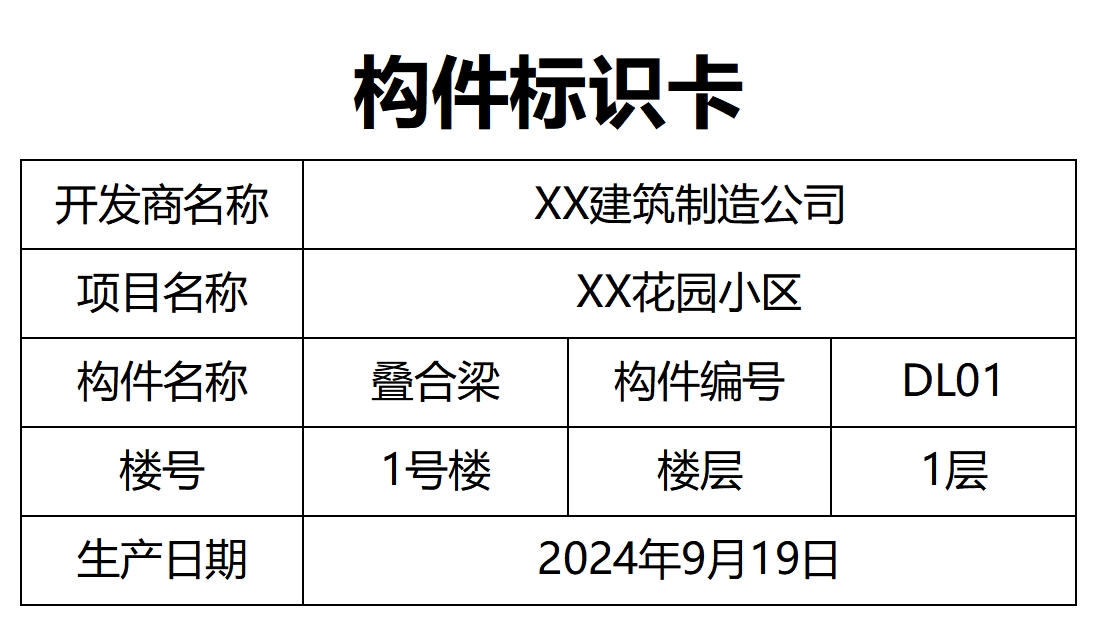 构件标识卡
开发商名称 XX建筑制造公司
项目名称 XX花园小区
构件名称 叠合梁 构件编号 DL01
楼号 1号楼 楼层 1层
生产日期 2024年9月19日